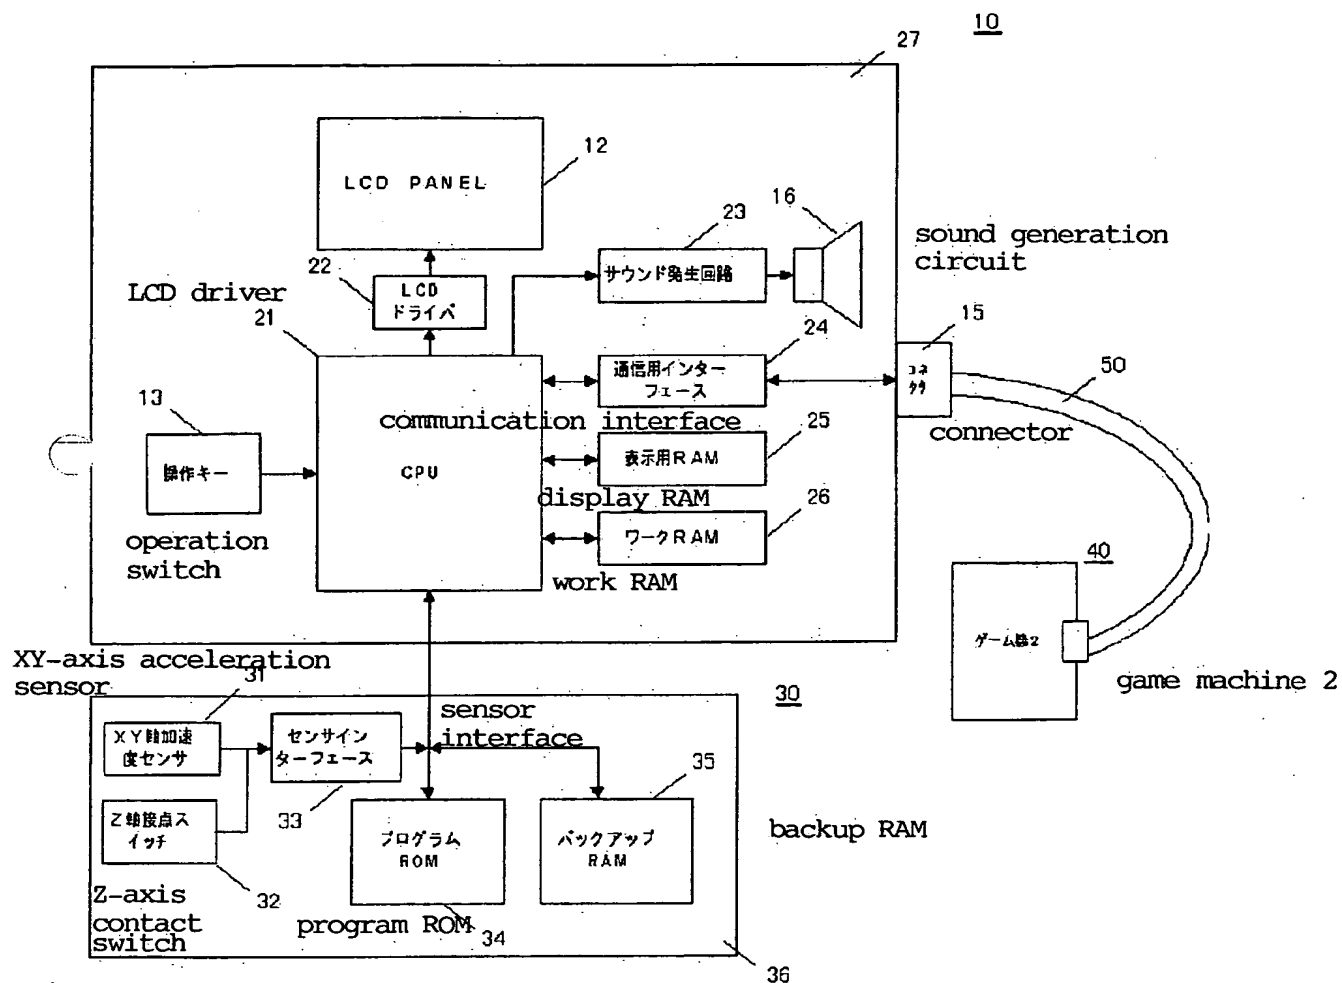 10
27
LCD PANEL
12
16
23
サウンド発生回路
sound generation
circuit
22
LCD driver
LCD
ドライバ
21
24
通信用インター
フェース
15
コネ
クタ
50
communication interface
connector
13
操作キー
CPU
25
表示用RAM
display RAM
26
ワークRAM
operation
switch
work RAM
40
ゲーム機2
game machine 2
XY-axis acceleration
sensor
31
30
XY軸加速
度センサ
センサイン
ターフェース
sensor
interface
33
35
Z軸接点ス
イッチ
32
プログラム
ROM
バックアップ
RAM
backup RAM
Z-axis
contact
switch
program ROM
34
36